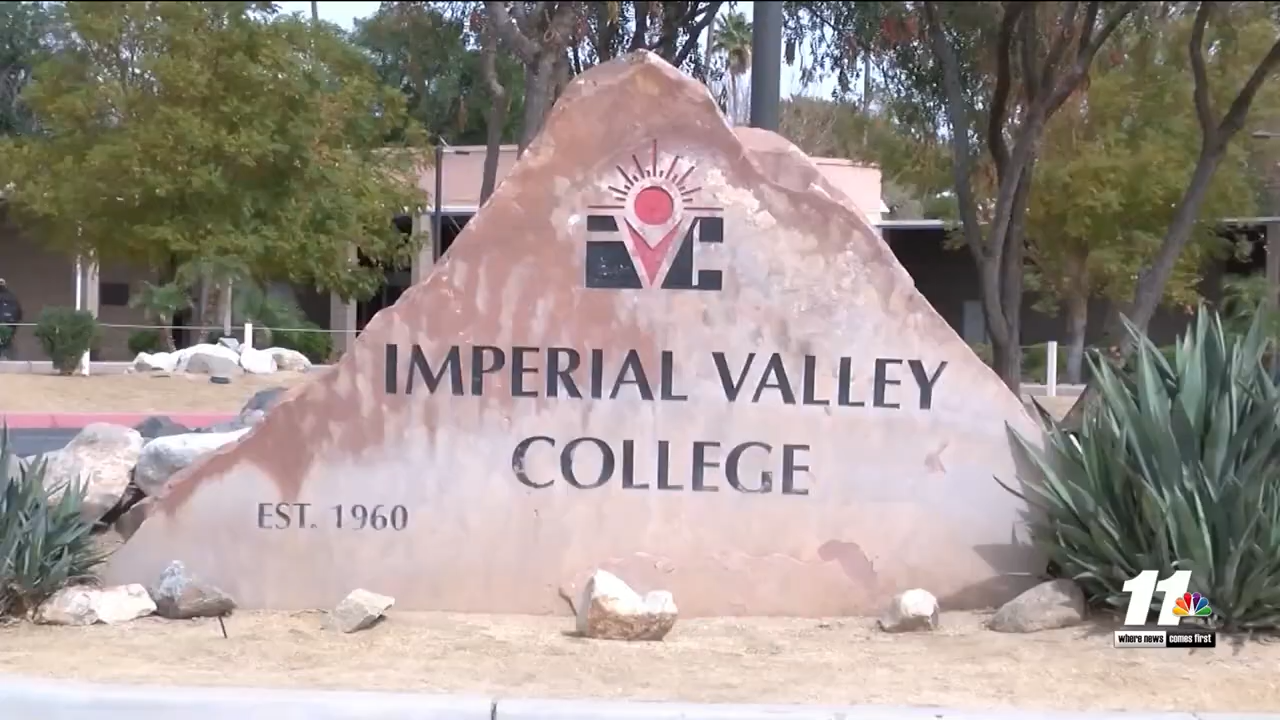 IVC
IMPERIAL VALLEY
COLLEGE
EST. 1960
11
where news comes first